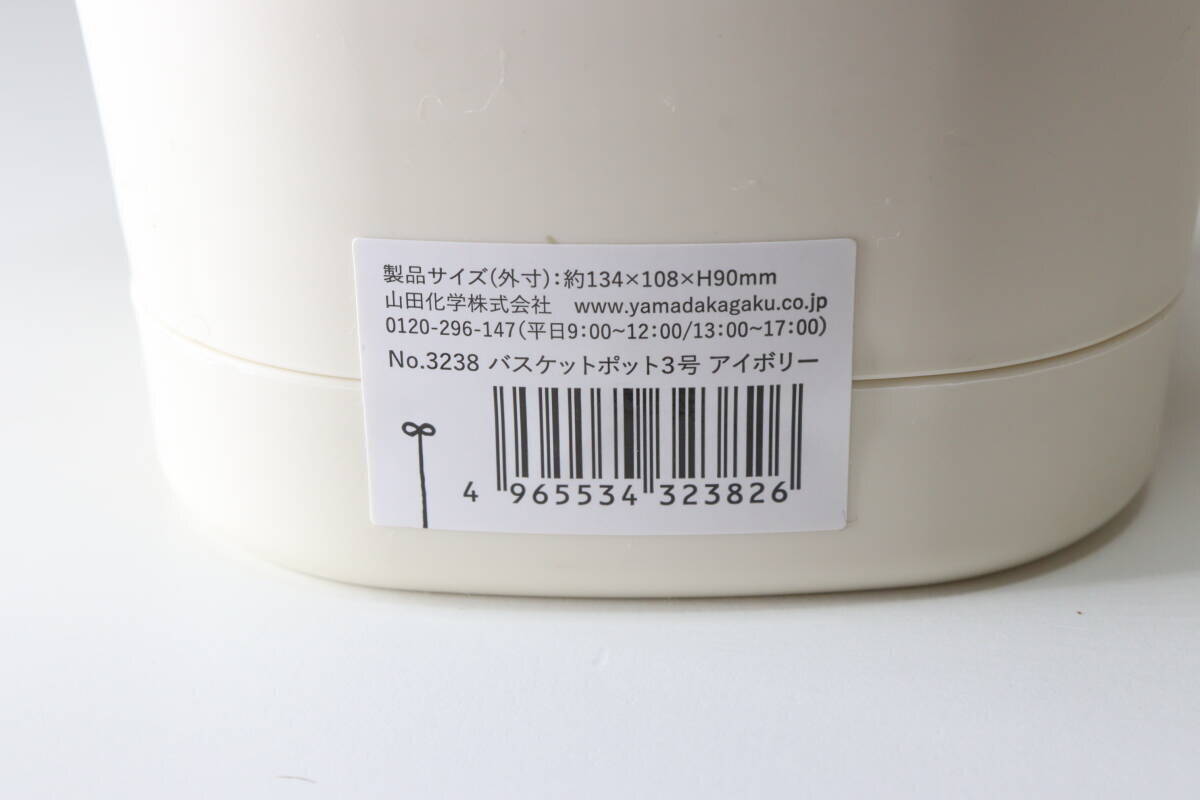 製品サイズ(外寸):約134×108×H90mm
山田化学株式会社 www.yamadakagaku.co.jp
0120-296-147(平日9:00~12:00/13:00~17:00)
No.3238 バスケットポット3号 アイボリー
4 965534 323826